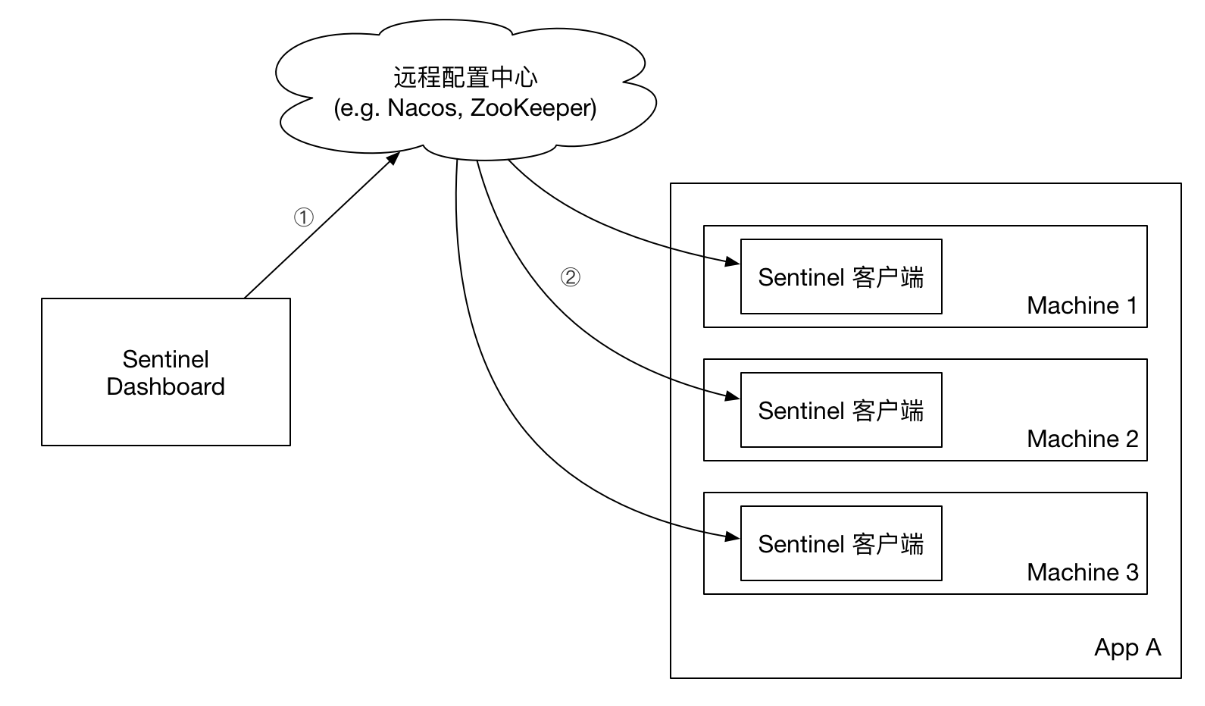 远程配置中心
(e.g. Nacos, ZooKeeper)
①
②
Sentinel
Dashboard
Sentinel 客户端
Machine 1
Sentinel 客户端
Machine 2
Sentinel 客户端
Machine 3
App A